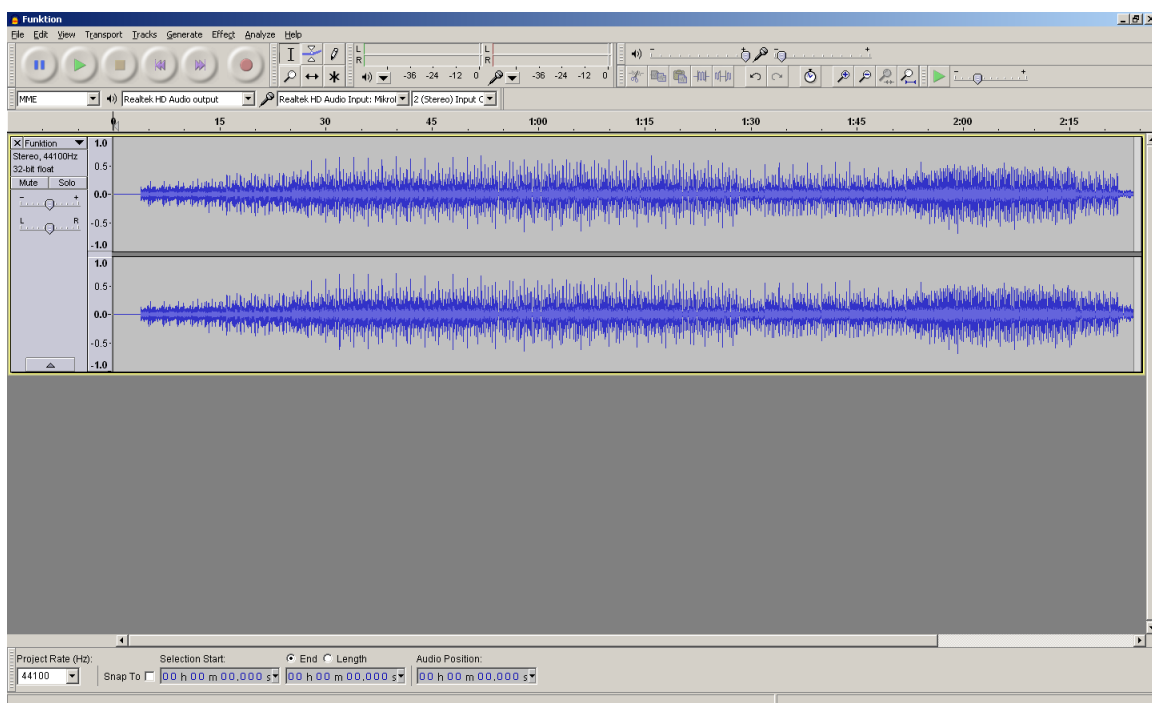 Funktion
File Edit View Transport Tracks Generate Effect Analyze Help
L
R
L
R
-36 -24 -12 0
-36 -24 -12 0
MME
Realtek HD Audio output
Realtek HD Audio Input: Mikrol
2 (Stereo) Input C
15 30 45 1:00 1:15 1:30 1:45 2:00 2:15
X Funktion
Stereo, 44100Hz
32-bit float
Mute Solo
- +
L R
1.0
0.5-
0.0-
-0.5-
-1.0
1.0
0.5-
0.0-
-0.5-
-1.0
Project Rate (Hz): Selection Start: End Length Audio Position:
44100 Snap To 00 h 00 m 00,000 s 00 h 00 m 00,000 s 00 h 00 m 00,000 s